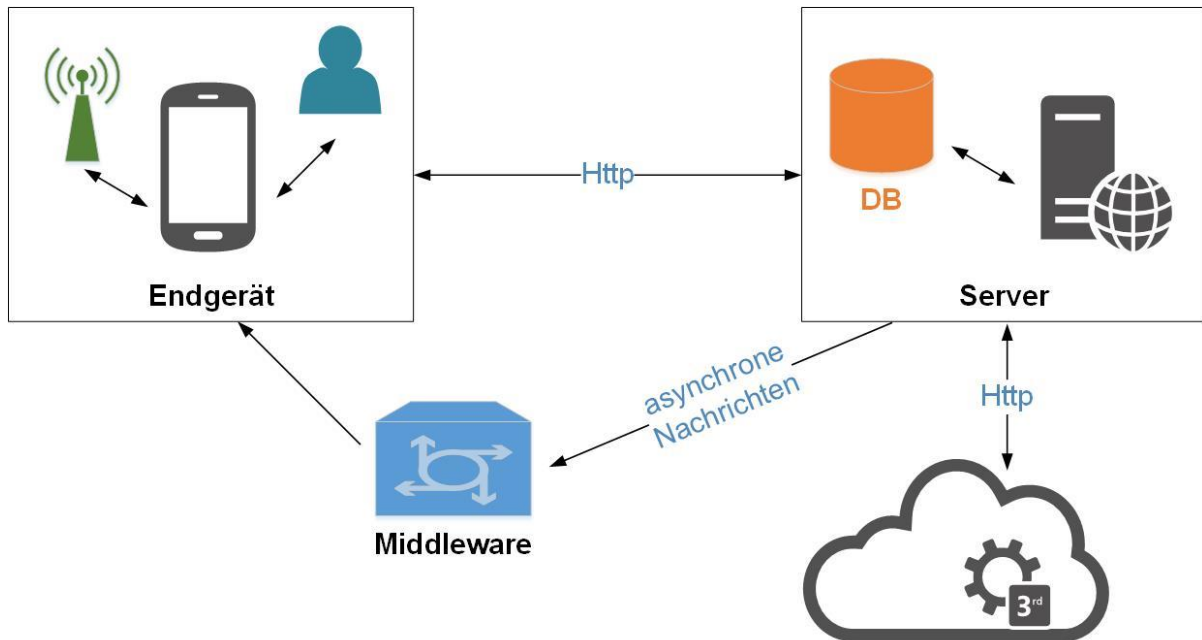 Http
DB
Endgerät
Server
asynchrone
Nachrichten
Http
Middleware
3rd